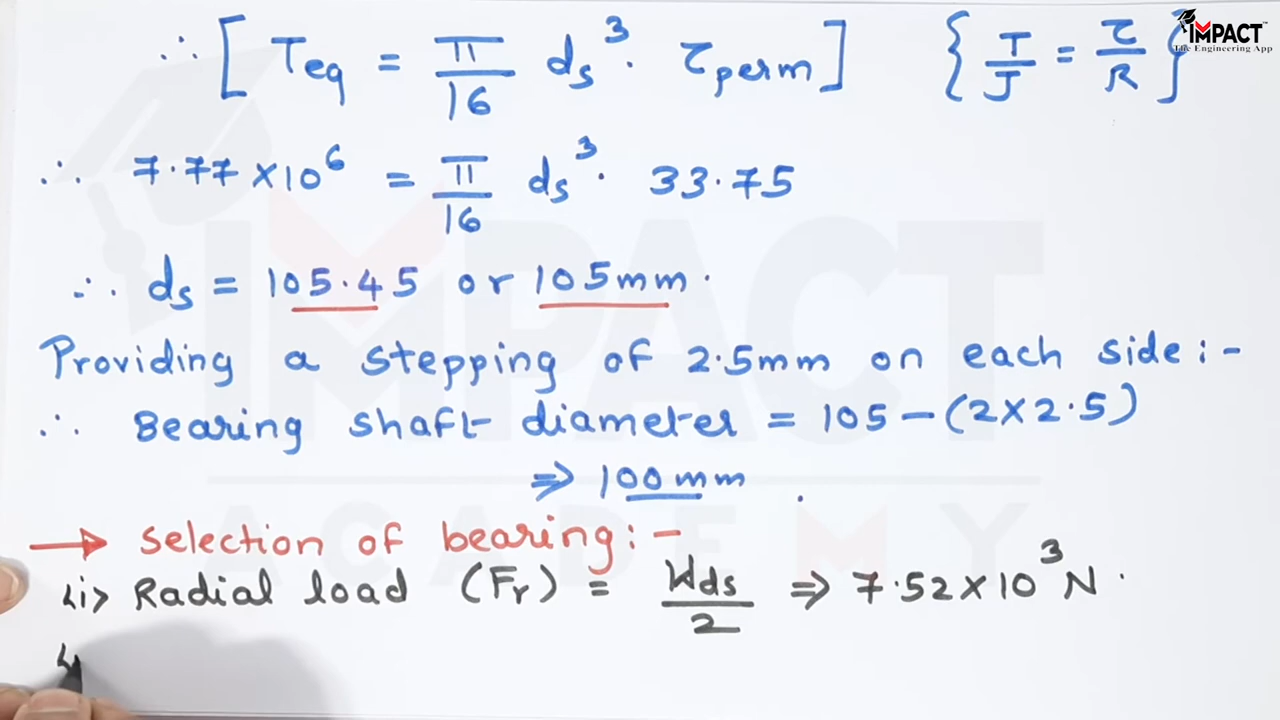 IMPACT
The Engineering App
∴ [ Teq = π/16 ds³. τperm ] { T/J = τ/R }
∴ 7.77 × 10⁶ = π/16 ds³. 33.75
∴ ds = 105.45 or 105mm.
Providing a stepping of 2.5mm on each side:-
∴ Bearing shaft diameter = 105 - (2×2.5)
⇒ 100mm
→ Selection of bearing:-
<i> Radial load (Fr) = Wds/2 ⇒ 7.52×10³ N.
IMPACT
ACADEMY